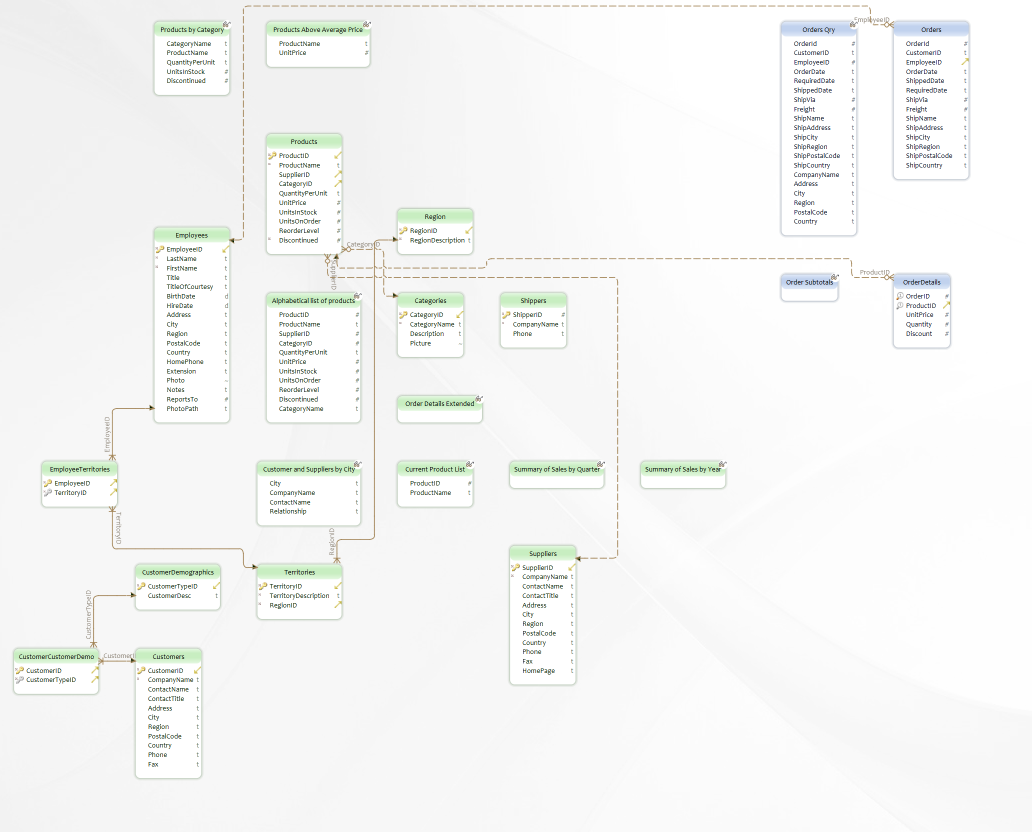 EmployeeID
Products by Category
CategoryName t
ProductName t
QuantityPerUnit t
UnitsInStock #
Discontinued #
Products Above Average Price
ProductName t
UnitPrice #
Orders Qry
OrderId #
CustomerID t
EmployeeID #
OrderDate t
RequiredDate t
ShippedDate t
ShipVia #
Freight #
ShipName t
ShipAddress t
ShipCity t
ShipRegion t
ShipPostalCode t
ShipCountry t
CompanyName t
Address t
City t
Region t
PostalCode t
Country t
Orders
OrderId #
CustomerID t
EmployeeID
OrderDate t
ShippedDate t
RequiredDate t
ShipVia #
Freight #
ShipName t
ShipAddress t
ShipCity t
ShipRegion t
ShipPostalCode t
ShipCountry t
Products
ProductID
* ProductName t
SupplierID
CategoryID
QuantityPerUnit t
UnitPrice #
UnitsInStock #
UnitsOnOrder #
ReorderLevel #
* Discontinued #
Region
RegionID
* RegionDescription t
CategoryID
SupplierID
ProductID
Employees
EmployeeID
* LastName t
* FirstName t
Title t
TitleOfCourtesy t
BirthDate d
HireDate d
Address t
City t
Region t
PostalCode t
Country t
HomePhone t
Extension t
Photo ~
Notes t
ReportsTo #
PhotoPath t
Alphabetical list of products
ProductID #
ProductName t
SupplierID #
CategoryID #
QuantityPerUnit t
UnitPrice #
UnitsInStock #
UnitsOnOrder #
ReorderLevel #
Discontinued #
CategoryName t
Categories
CategoryID
* CategoryName t
Description t
Picture ~
Shippers
ShipperID #
* CompanyName t
Phone t
Order Subtotals
OrderDetails
OrderID #
ProductID
UnitPrice #
Quantity #
Discount #
Order Details Extended
EmployeeID
EmployeeTerritories
EmployeeID
TerritoryID
Customer and Suppliers by City
City t
CompanyName t
ContactName t
Relationship t
Current Product List
ProductID #
ProductName t
Summary of Sales by Quarter
Summary of Sales by Year
TerritoryID
RegionID
Suppliers
SupplierID
* CompanyName t
ContactName t
ContactTitle t
Address t
City t
Region t
PostalCode t
Country t
Phone t
Fax t
HomePage t
CustomerDemographics
CustomerTypeID
CustomerDesc t
Territories
TerritoryID
* TerritoryDescription t
* RegionID
CustomerTypeID
CustomerCustomerDemo
CustomerID
CustomerTypeID
CustomerI
Customers
CustomerID
* CompanyName t
ContactName t
ContactTitle t
Address t
City t
Region t
PostalCode t
Country t
Phone t
Fax t